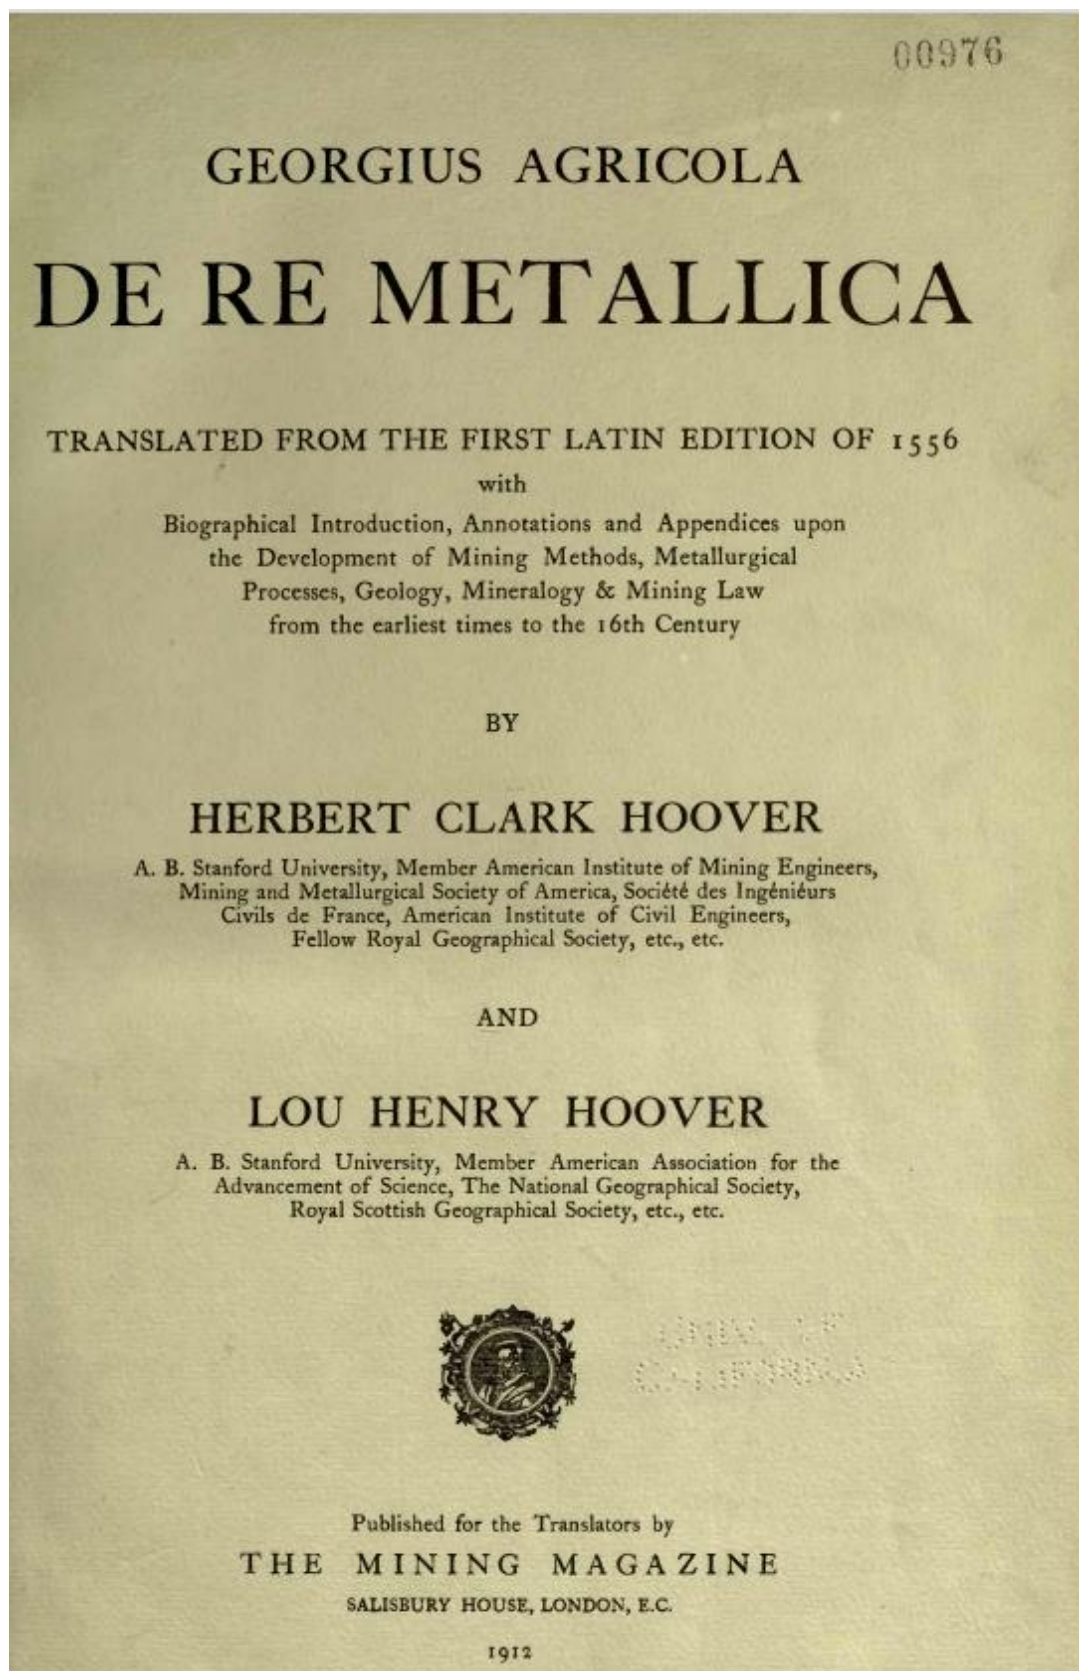 00976
GEORGIUS AGRICOLA
DE RE METALLICA
TRANSLATED FROM THE FIRST LATIN EDITION OF 1556
with
Biographical Introduction, Annotations and Appendices upon
the Development of Mining Methods, Metallurgical
Processes, Geology, Mineralogy & Mining Law
from the earliest times to the 16th Century
BY
HERBERT CLARK HOOVER
A. B. Stanford University, Member American Institute of Mining Engineers,
Mining and Metallurgical Society of America, Société des Ingéniéurs
Civils de France, American Institute of Civil Engineers,
Fellow Royal Geographical Society, etc., etc.
AND
LOU HENRY HOOVER
A. B. Stanford University, Member American Association for the
Advancement of Science, The National Geographical Society,
Royal Scottish Geographical Society, etc., etc.
UNIV. OF
CALIFORNIA
Published for the Translators by
THE MINING MAGAZINE
SALISBURY HOUSE, LONDON, E.C.
1912